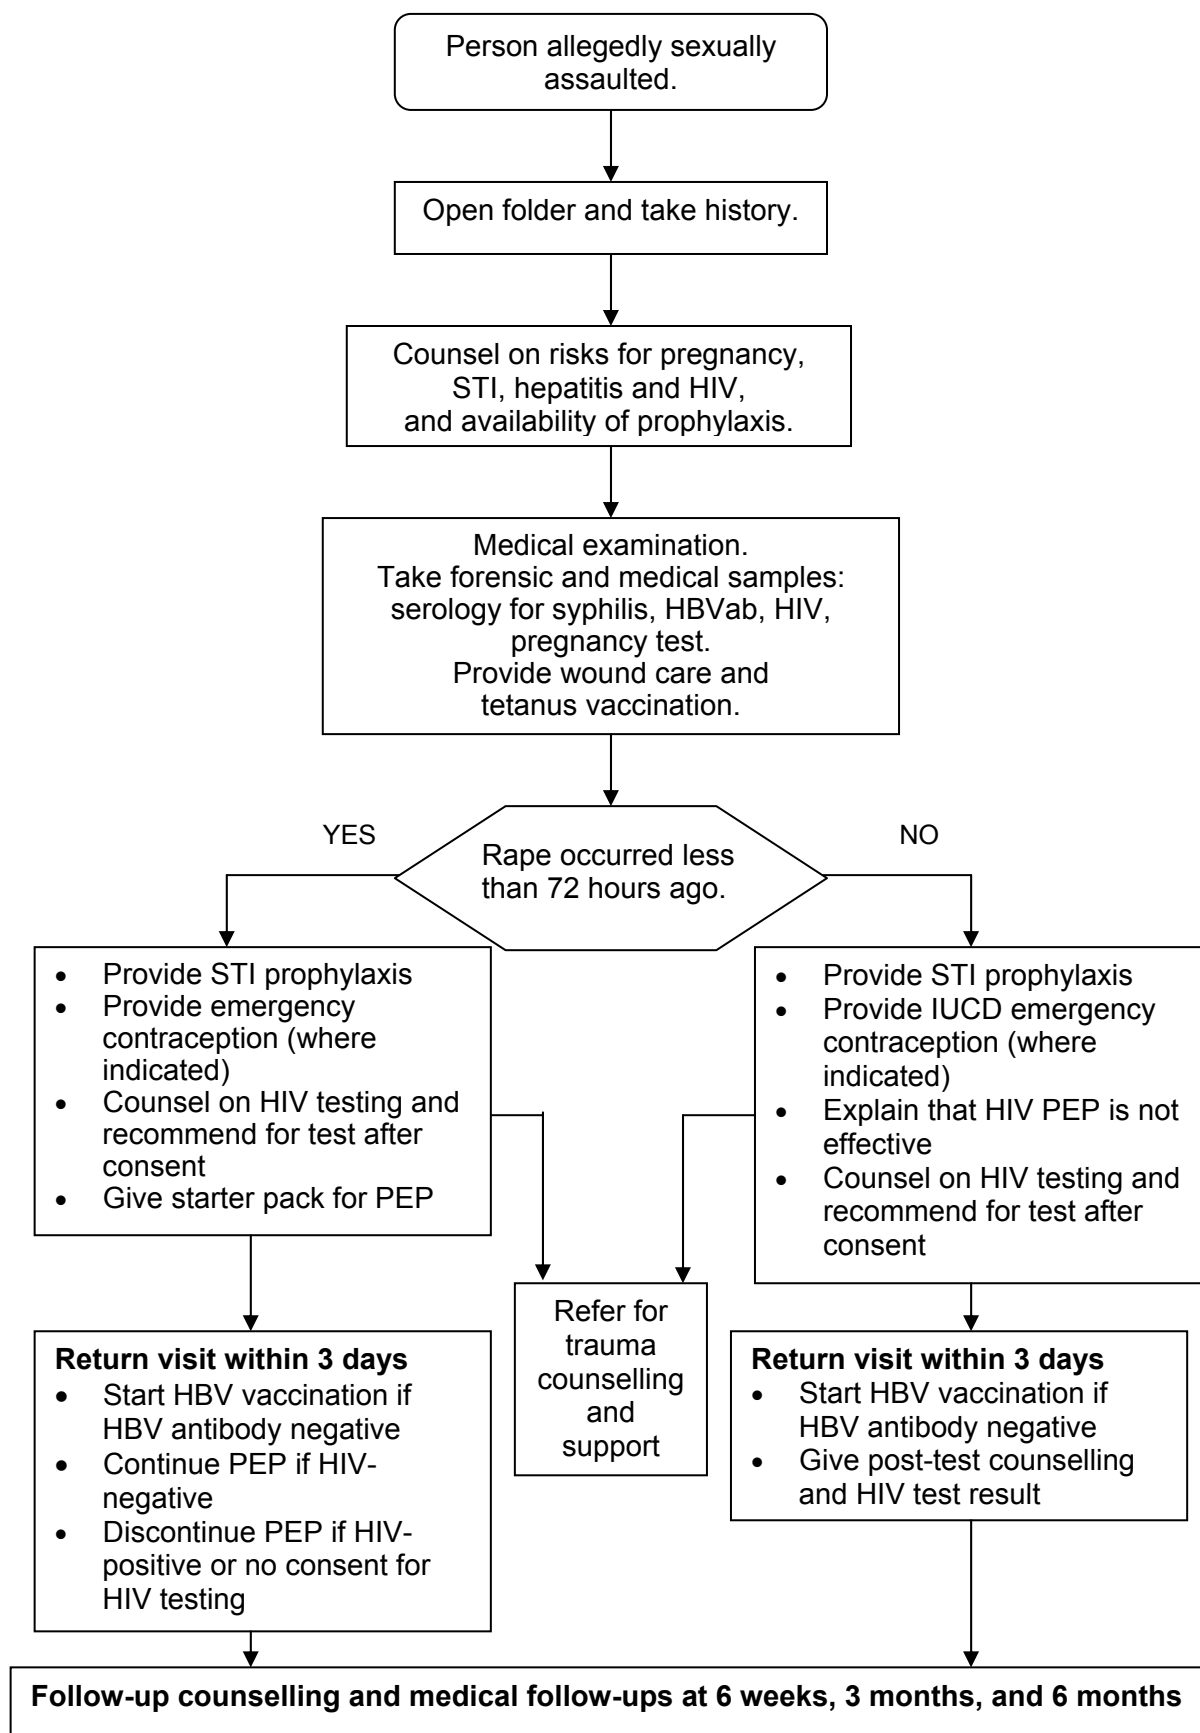 Person allegedly sexually
assaulted.
Open folder and take history.
Counsel on risks for pregnancy,
STI, hepatitis and HIV,
and availability of prophylaxis.
Medical examination.
Take forensic and medical samples:
serology for syphilis, HBVab, HIV,
pregnancy test.
Provide wound care and
tetanus vaccination.
YES
NO
Rape occurred less
than 72 hours ago.
• Provide STI prophylaxis
• Provide emergency
contraception (where
indicated)
• Counsel on HIV testing and
recommend for test after
consent
• Give starter pack for PEP
• Provide STI prophylaxis
• Provide IUCD emergency
contraception (where
indicated)
• Explain that HIV PEP is not
effective
• Counsel on HIV testing and
recommend for test after
consent
Refer for
trauma
counselling
and
support
Return visit within 3 days
• Start HBV vaccination if
HBV antibody negative
• Continue PEP if HIV-
negative
• Discontinue PEP if HIV-
positive or no consent for
HIV testing
Return visit within 3 days
• Start HBV vaccination if
HBV antibody negative
• Give post-test counselling
and HIV test result
Follow-up counselling and medical follow-ups at 6 weeks, 3 months, and 6 months